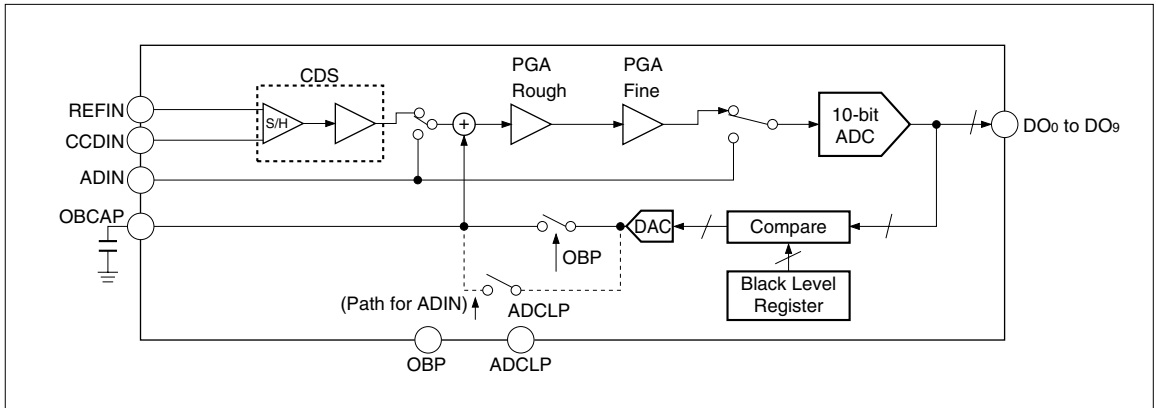 CDS
PGA
Rough
PGA
Fine
REFIN
S/H
CCDIN
+
10-bit
ADC
DO0 to DO9
ADIN
OBCAP
DAC
Compare
OBP
Black Level
Register
(Path for ADIN)
ADCLP
OBP
ADCLP